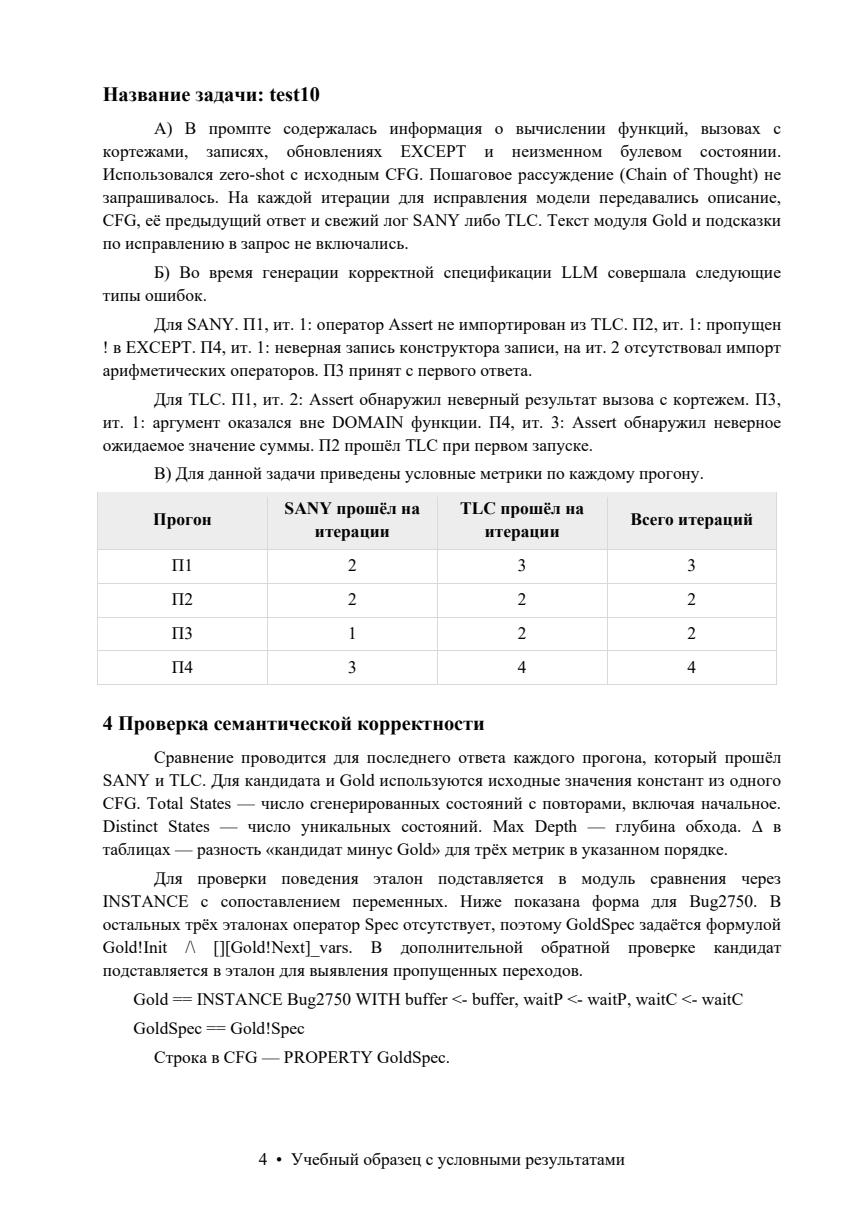 Название задачи: test10
А) В промпте содержалась информация о вычислении функций, вызовах с
кортежами, записях, обновлениях EXCEPT и неизменном булевом состоянии.
Использовался zero-shot с исходным CFG. Пошаговое рассуждение (Chain of Thought) не
запрашивалось. На каждой итерации для исправления модели передавались описание,
CFG, её предыдущий ответ и свежий лог SANY либо TLC. Текст модуля Gold и подсказки
по исправлению в запрос не включались.
Б) Во время генерации корректной спецификации LLM совершала следующие
типы ошибок.
Для SANY. П1, ит. 1: оператор Assert не импортирован из TLC. П2, ит. 1: пропущен
! в EXCEPT. П4, ит. 1: неверная запись конструктора записи, на ит. 2 отсутствовал импорт
арифметических операторов. П3 принят с первого ответа.
Для TLC. П1, ит. 2: Assert обнаружил неверный результат вызова с кортежем. П3,
ит. 1: аргумент оказался вне DOMAIN функции. П4, ит. 3: Assert обнаружил неверное
ожидаемое значение суммы. П2 прошёл TLC при первом запуске.
В) Для данной задачи приведены условные метрики по каждому прогону.
Прогон SANY прошёл на итерации TLC прошёл на итерации Всего итераций
П1 2 3 3
П2 2 2 2
П3 1 2 2
П4 3 4 4
4 Проверка семантической корректности
Сравнение проводится для последнего ответа каждого прогона, который прошёл
SANY и TLC. Для кандидата и Gold используются исходные значения констант из одного
CFG. Total States — число сгенерированных состояний с повторами, включая начальное.
Distinct States — число уникальных состояний. Max Depth — глубина обхода. Δ в
таблицах — разность «кандидат минус Gold» для трёх метрик в указанном порядке.
Для проверки поведения эталон подставляется в модуль сравнения через
INSTANCE с сопоставлением переменных. Ниже показана форма для Bug2750. В
остальных трёх эталонах оператор Spec отсутствует, поэтому GoldSpec задаётся формулой
Gold!Init /\ [][Gold!Next]_vars. В дополнительной обратной проверке кандидат
подставляется в эталон для выявления пропущенных переходов.
Gold == INSTANCE Bug2750 WITH buffer <- buffer, waitP <- waitP, waitC <- waitC
GoldSpec == Gold!Spec
Строка в CFG — PROPERTY GoldSpec.
4 • Учебный образец с условными результатами